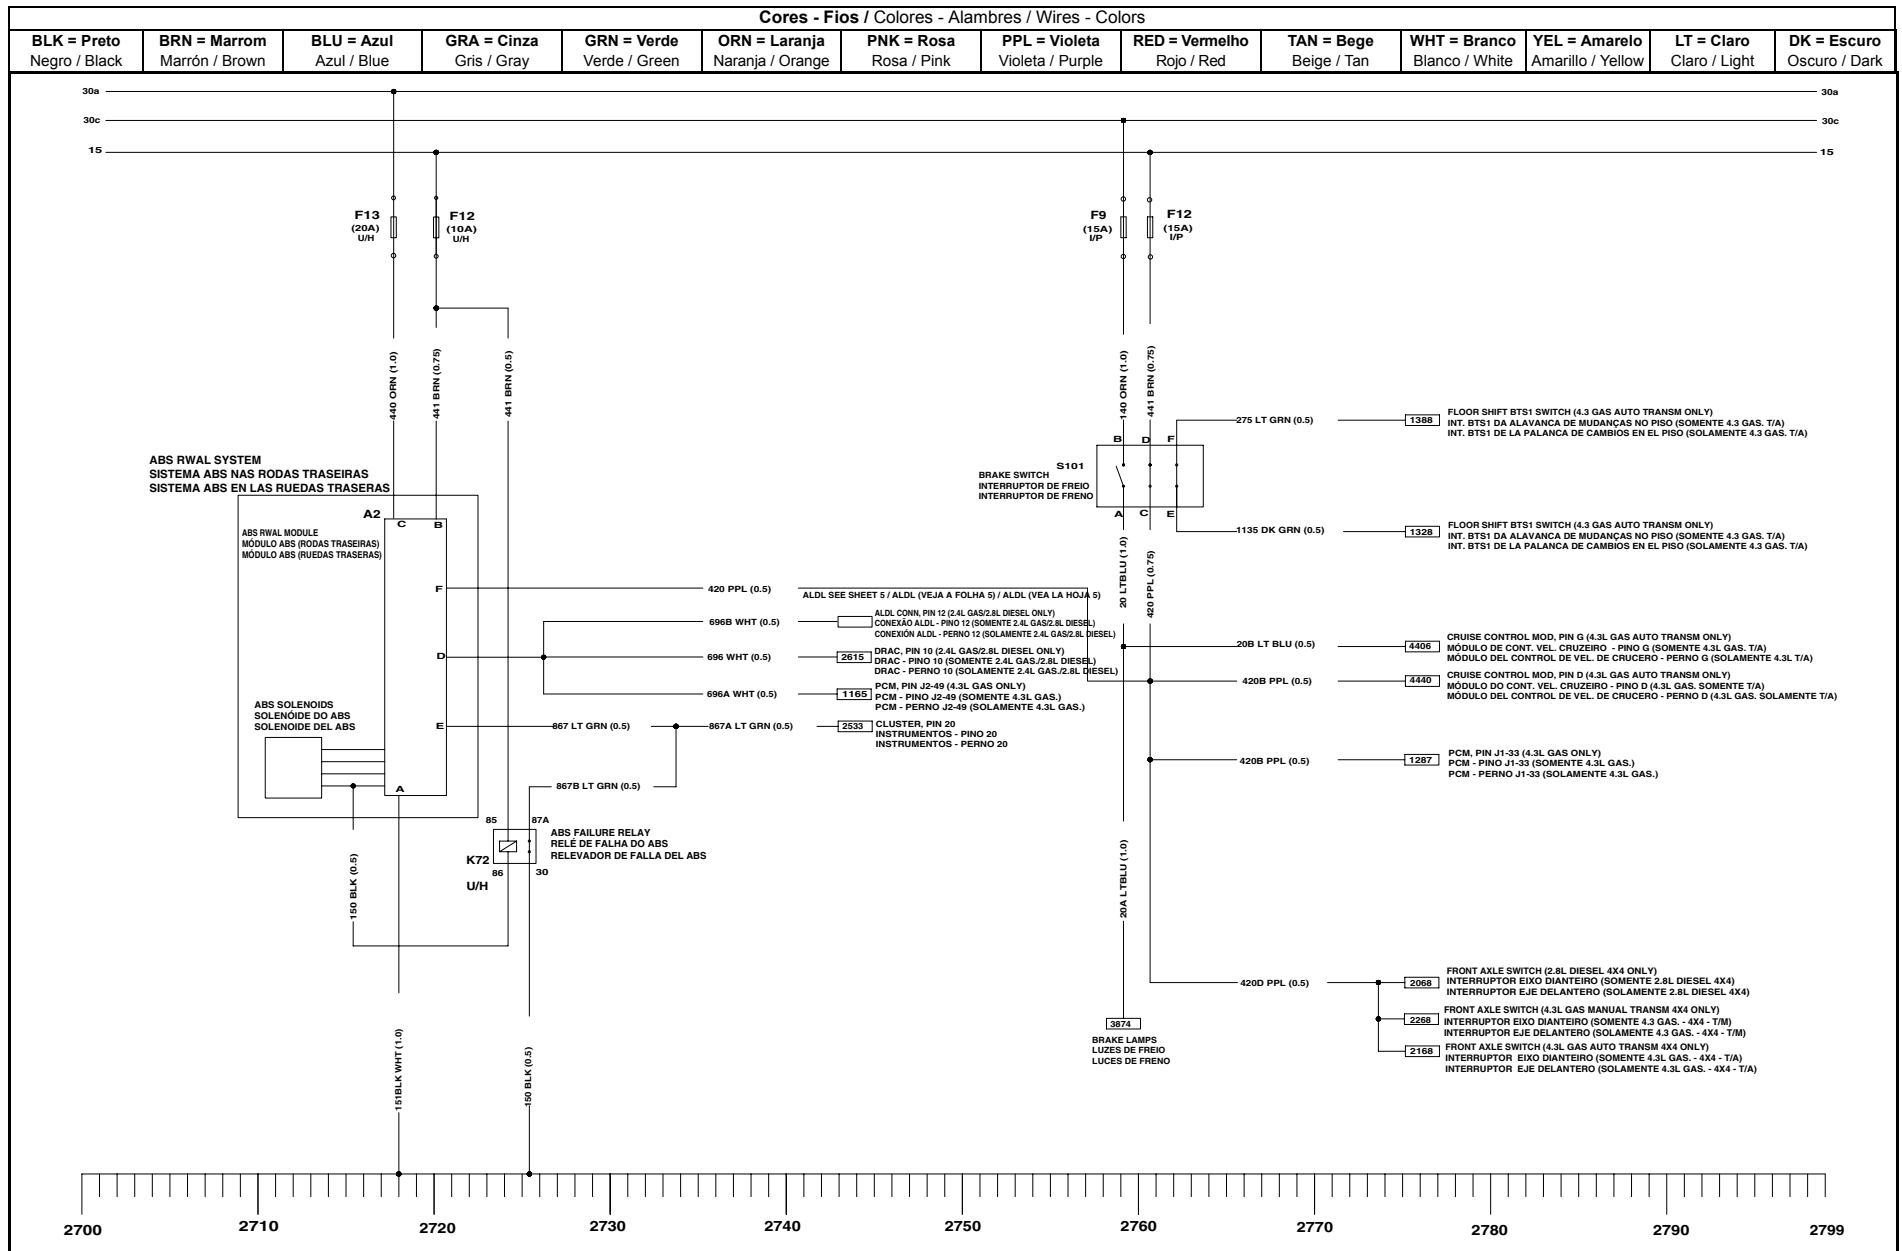 Cores - Fios / Colores - Alambres / Wires - Colors
BLK = Preto
Negro / Black
BRN = Marrom
Marrón / Brown
BLU = Azul
Azul / Blue
GRA = Cinza
Gris / Gray
GRN = Verde
Verde / Green
ORN = Laranja
Naranja / Orange
PNK = Rosa
Rosa / Pink
PPL = Violeta
Violeta / Purple
RED = Vermelho
Rojo / Red
TAN = Bege
Beige / Tan
WHT = Branco
Blanco / White
YEL = Amarelo
Amarillo / Yellow
LT = Claro
Claro / Light
DK = Escuro
Oscuro / Dark
30a
30a
30c
30c
15
15
F13
(20A)
U/H
F12
(10A)
U/H
F9
(15A)
I/P
F12
(15A)
I/P
440 ORN (1.0)
441 BRN (0.75)
441 BRN (0.5)
140 ORN (1.0)
441 BRN (0.75)
ABS RWAL SYSTEM
SISTEMA ABS NAS RODAS TRASEIRAS
SISTEMA ABS EN LAS RUEDAS TRASERAS
A2
C
B
ABS RWAL MODULE
MÓDULO ABS (RODAS TRASEIRAS)
MÓDULO ABS (RUEDAS TRASERAS)
F
D
E
A
ABS SOLENOIDS
SOLENÓIDE DO ABS
SOLENOIDE DEL ABS
420 PPL (0.5)
ALDL SEE SHEET 5 / ALDL (VEJA A FOLHA 5) / ALDL (VEA LA HOJA 5)
696B WHT (0.5)
ALDL CONN, PIN 12 (2.4L GAS/2.8L DIESEL ONLY)
CONEXÃO ALDL - PINO 12 (SOMENTE 2.4L GAS/2.8L DIESEL)
CONEXIÓN ALDL - PERNO 12 (SOLAMENTE 2.4L GAS/2.8L DIESEL)
696 WHT (0.5)
2615
DRAC, PIN 10 (2.4L GAS/2.8L DIESEL ONLY)
DRAC - PINO 10 (SOMENTE 2.4L GAS./2.8L DIESEL)
DRAC - PERNO 10 (SOLAMENTE 2.4L GAS./2.8L DIESEL)
696A WHT (0.5)
1165
PCM, PIN J2-49 (4.3L GAS ONLY)
PCM - PINO J2-49 (SOMENTE 4.3L GAS.)
PCM - PERNO J2-49 (SOLAMENTE 4.3L GAS.)
867 LT GRN (0.5)
867A LT GRN (0.5)
2533
CLUSTER, PIN 20
INSTRUMENTOS - PINO 20
INSTRUMENTOS - PERNO 20
867B LT GRN (0.5)
85
87A
ABS FAILURE RELAY
RELÉ DE FALHA DO ABS
RELEVADOR DE FALLA DEL ABS
K72
86
30
U/H
150 BLK (0.5)
151BLK WHT (1.0)
150 BLK (0.5)
B
D
F
S101
BRAKE SWITCH
INTERRUPTOR DE FREIO
INTERRUPTOR DE FRENO
A
C
E
275 LT GRN (0.5)
1388
FLOOR SHIFT BTS1 SWITCH (4.3 GAS AUTO TRANSM ONLY)
INT. BTS1 DA ALAVANCA DE MUDANÇAS NO PISO (SOMENTE 4.3 GAS. T/A)
INT. BTS1 DE LA PALANCA DE CAMBIOS EN EL PISO (SOLAMENTE 4.3 GAS. T/A)
1135 DK GRN (0.5)
1328
FLOOR SHIFT BTS1 SWITCH (4.3 GAS AUTO TRANSM ONLY)
INT. BTS1 DA ALAVANCA DE MUDANÇAS NO PISO (SOMENTE 4.3 GAS. T/A)
INT. BTS1 DE LA PALANCA DE CAMBIOS EN EL PISO (SOLAMENTE 4.3 GAS. T/A)
20 LTBLU (1.0)
420 PPL (0.75)
20B LT BLU (0.5)
4406
CRUISE CONTROL MOD, PIN G (4.3L GAS AUTO TRANSM ONLY)
MÓDULO DE CONT. VEL. CRUZEIRO - PINO G (SOMENTE 4.3L GAS. T/A)
MÓDULO DEL CONTROL DE VEL. DE CRUCERO - PERNO G (SOLAMENTE 4.3L T/A)
420B PPL (0.5)
4440
CRUISE CONTROL MOD, PIN D (4.3L GAS AUTO TRANSM ONLY)
MÓDULO DO CONT. VEL. CRUZEIRO - PINO D (4.3L GAS. SOMENTE T/A)
MÓDULO DEL CONTROL DE VEL. DE CRUCERO - PERNO D (4.3L GAS. SOLAMENTE T/A)
420B PPL (0.5)
1287
PCM, PIN J1-33 (4.3L GAS ONLY)
PCM - PINO J1-33 (SOMENTE 4.3L GAS.)
PCM - PERNO J1-33 (SOLAMENTE 4.3L GAS.)
20A LTBLU (1.0)
420D PPL (0.5)
2068
FRONT AXLE SWITCH (2.8L DIESEL 4X4 ONLY)
INTERRUPTOR EIXO DIANTEIRO (SOMENTE 2.8L DIESEL 4X4)
INTERRUPTOR EJE DELANTERO (SOLAMENTE 2.8L DIESEL 4X4)
2268
FRONT AXLE SWITCH (4.3L GAS MANUAL TRANSM 4X4 ONLY)
INTERRUPTOR EIXO DIANTEIRO (SOMENTE 4.3 GAS. - 4X4 - T/M)
INTERRUPTOR EJE DELANTERO (SOLAMENTE 4.3 GAS. - 4X4 - T/M)
2168
FRONT AXLE SWITCH (4.3L GAS AUTO TRANSM 4X4 ONLY)
INTERRUPTOR EIXO DIANTEIRO (SOMENTE 4.3L GAS. - 4X4 - T/A)
INTERRUPTOR EJE DELANTERO (SOLAMENTE 4.3L GAS. - 4X4 - T/A)
3874
BRAKE LAMPS
LUZES DE FREIO
LUCES DE FRENO
2700
2710
2720
2730
2740
2750
2760
2770
2780
2790
2799